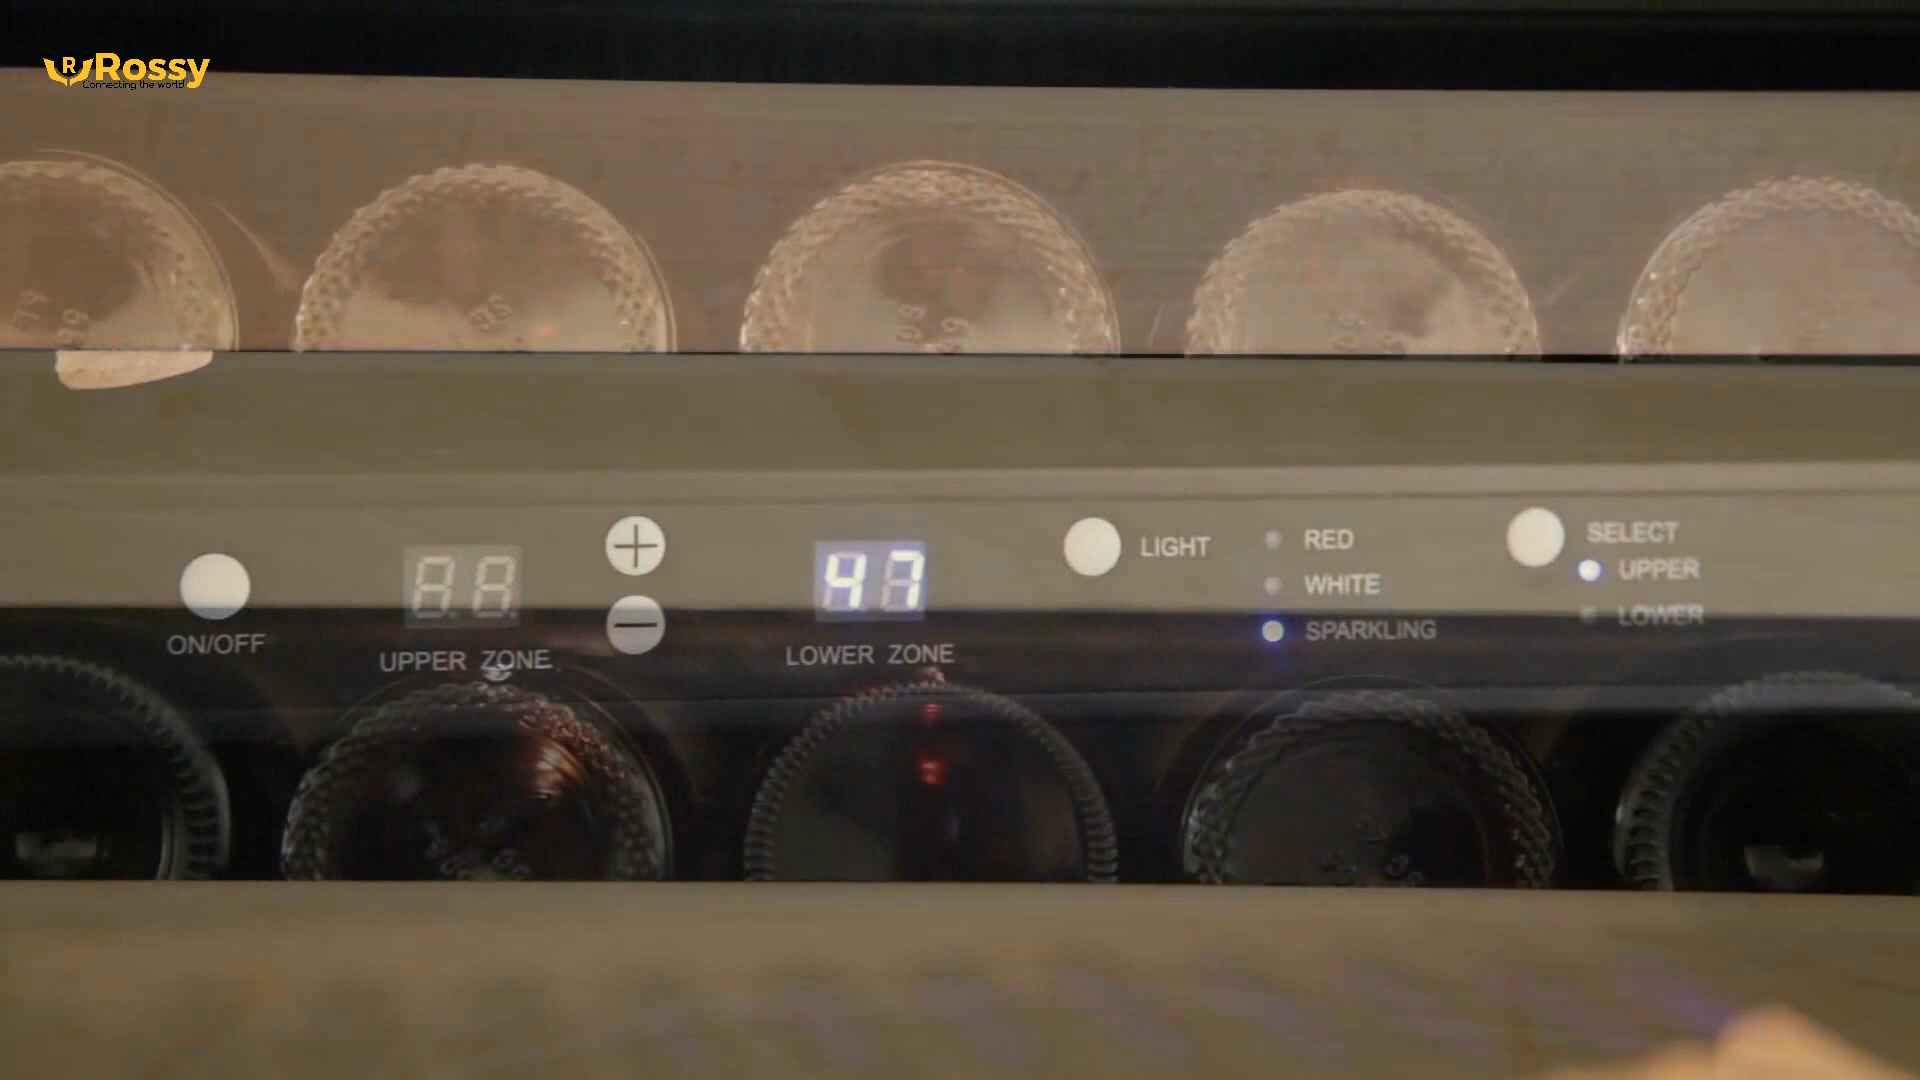 Rossy
Connecting the world
LIGHT
RED
WHITE
SPARKLING
SELECT
UPPER
LOWER
47
ON/OFF
UPPER ZONE
LOWER ZONE